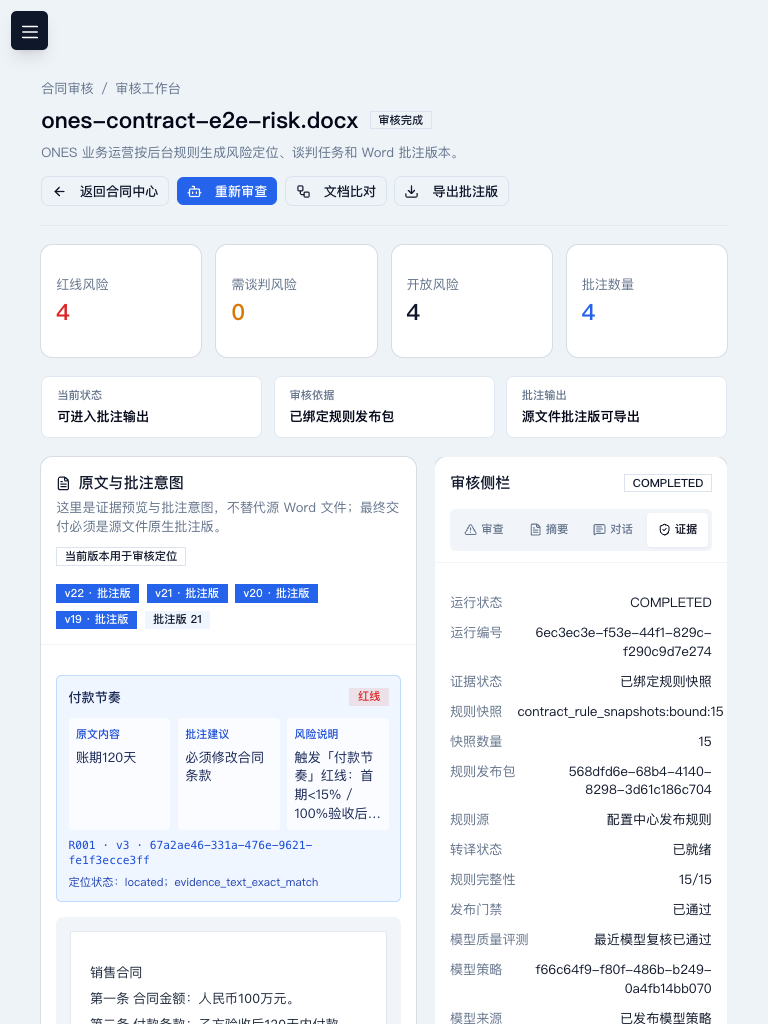 合同审核 / 审核工作台
ones-contract-e2e-risk.docx 审核完成
ONES 业务运营按后台规则生成风险定位、谈判任务和 Word 批注版本。
返回合同中心 重新审查 文档比对 导出批注版
红线风险
4
需谈判风险
0
开放风险
4
批注数量
4
当前状态
可进入批注输出
审核依据
已绑定规则发布包
批注输出
源文件批注版可导出
原文与批注意图
这里是证据预览与批注意图，不替代源 Word 文件；最终交
付必须是源文件原生批注版。
当前版本用于审核定位
v22 · 批注版 v21 · 批注版 v20 · 批注版
v19 · 批注版 批注版 21
付款节奏 红线
原文内容
账期120天
批注建议
必须修改合同
条款
风险说明
触发「付款节
奏」红线：首
期<15% /
100%验收后...
R001 · v3 · 67a2ae46-331a-476e-9621-
fe1f3ecce3ff
定位状态：located；evidence_text_exact_match
销售合同
第一条 合同金额：人民币100万元。
第二条 付款条款：乙方验收后120天内付款
审核侧栏 COMPLETED
审查 摘要 对话 证据
运行状态 COMPLETED
运行编号 6ec3ec3e-f53e-44f1-829c-
f290c9d7e274
证据状态 已绑定规则快照
规则快照 contract_rule_snapshots:bound:15
快照数量 15
规则发布包 568dfd6e-68b4-4140-
8298-3d61c186c704
规则源 配置中心发布规则
转译状态 已就绪
规则完整性 15/15
发布门禁 已通过
模型质量评测 最近模型复核已通过
模型策略 f66c64f9-f80f-486b-b249-
0a4fb14bb070
模型来源 已发布模型策略